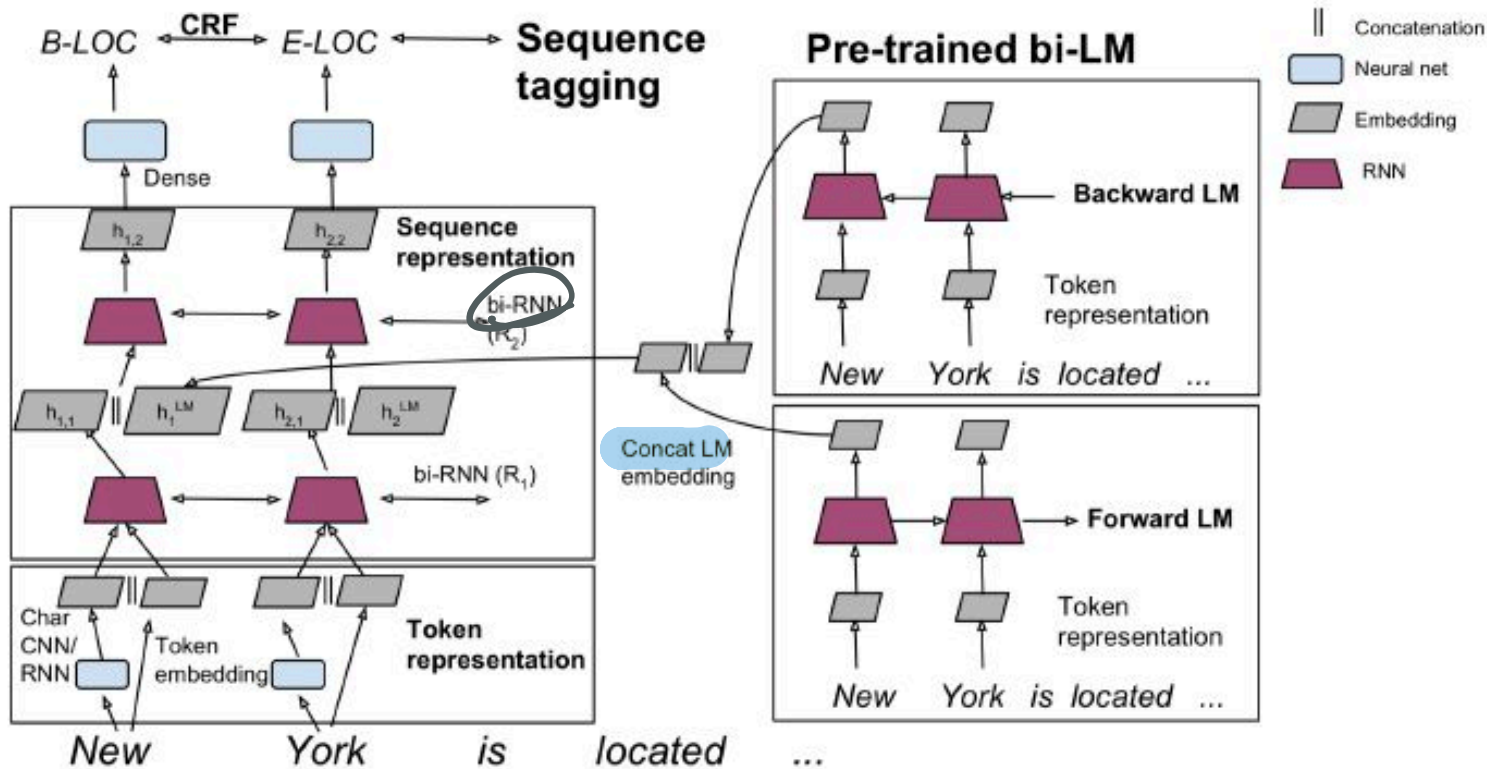 B-LOC CRF E-LOC Sequence
tagging
Dense
h1,2 h2,2 Sequence
representation
bi-RNN
(R2)
h1,1 || h1LM h2,1 || h2LM
bi-RNN (R1)
|| ||
Char
CNN/
RNN
Token
embedding
Token
representation
New York is located ...
||
Concat LM
embedding
Pre-trained bi-LM
Backward LM
Token
representation
New York is located ...
Forward LM
Token
representation
New York is located ...
|| Concatenation
Neural net
Embedding
RNN